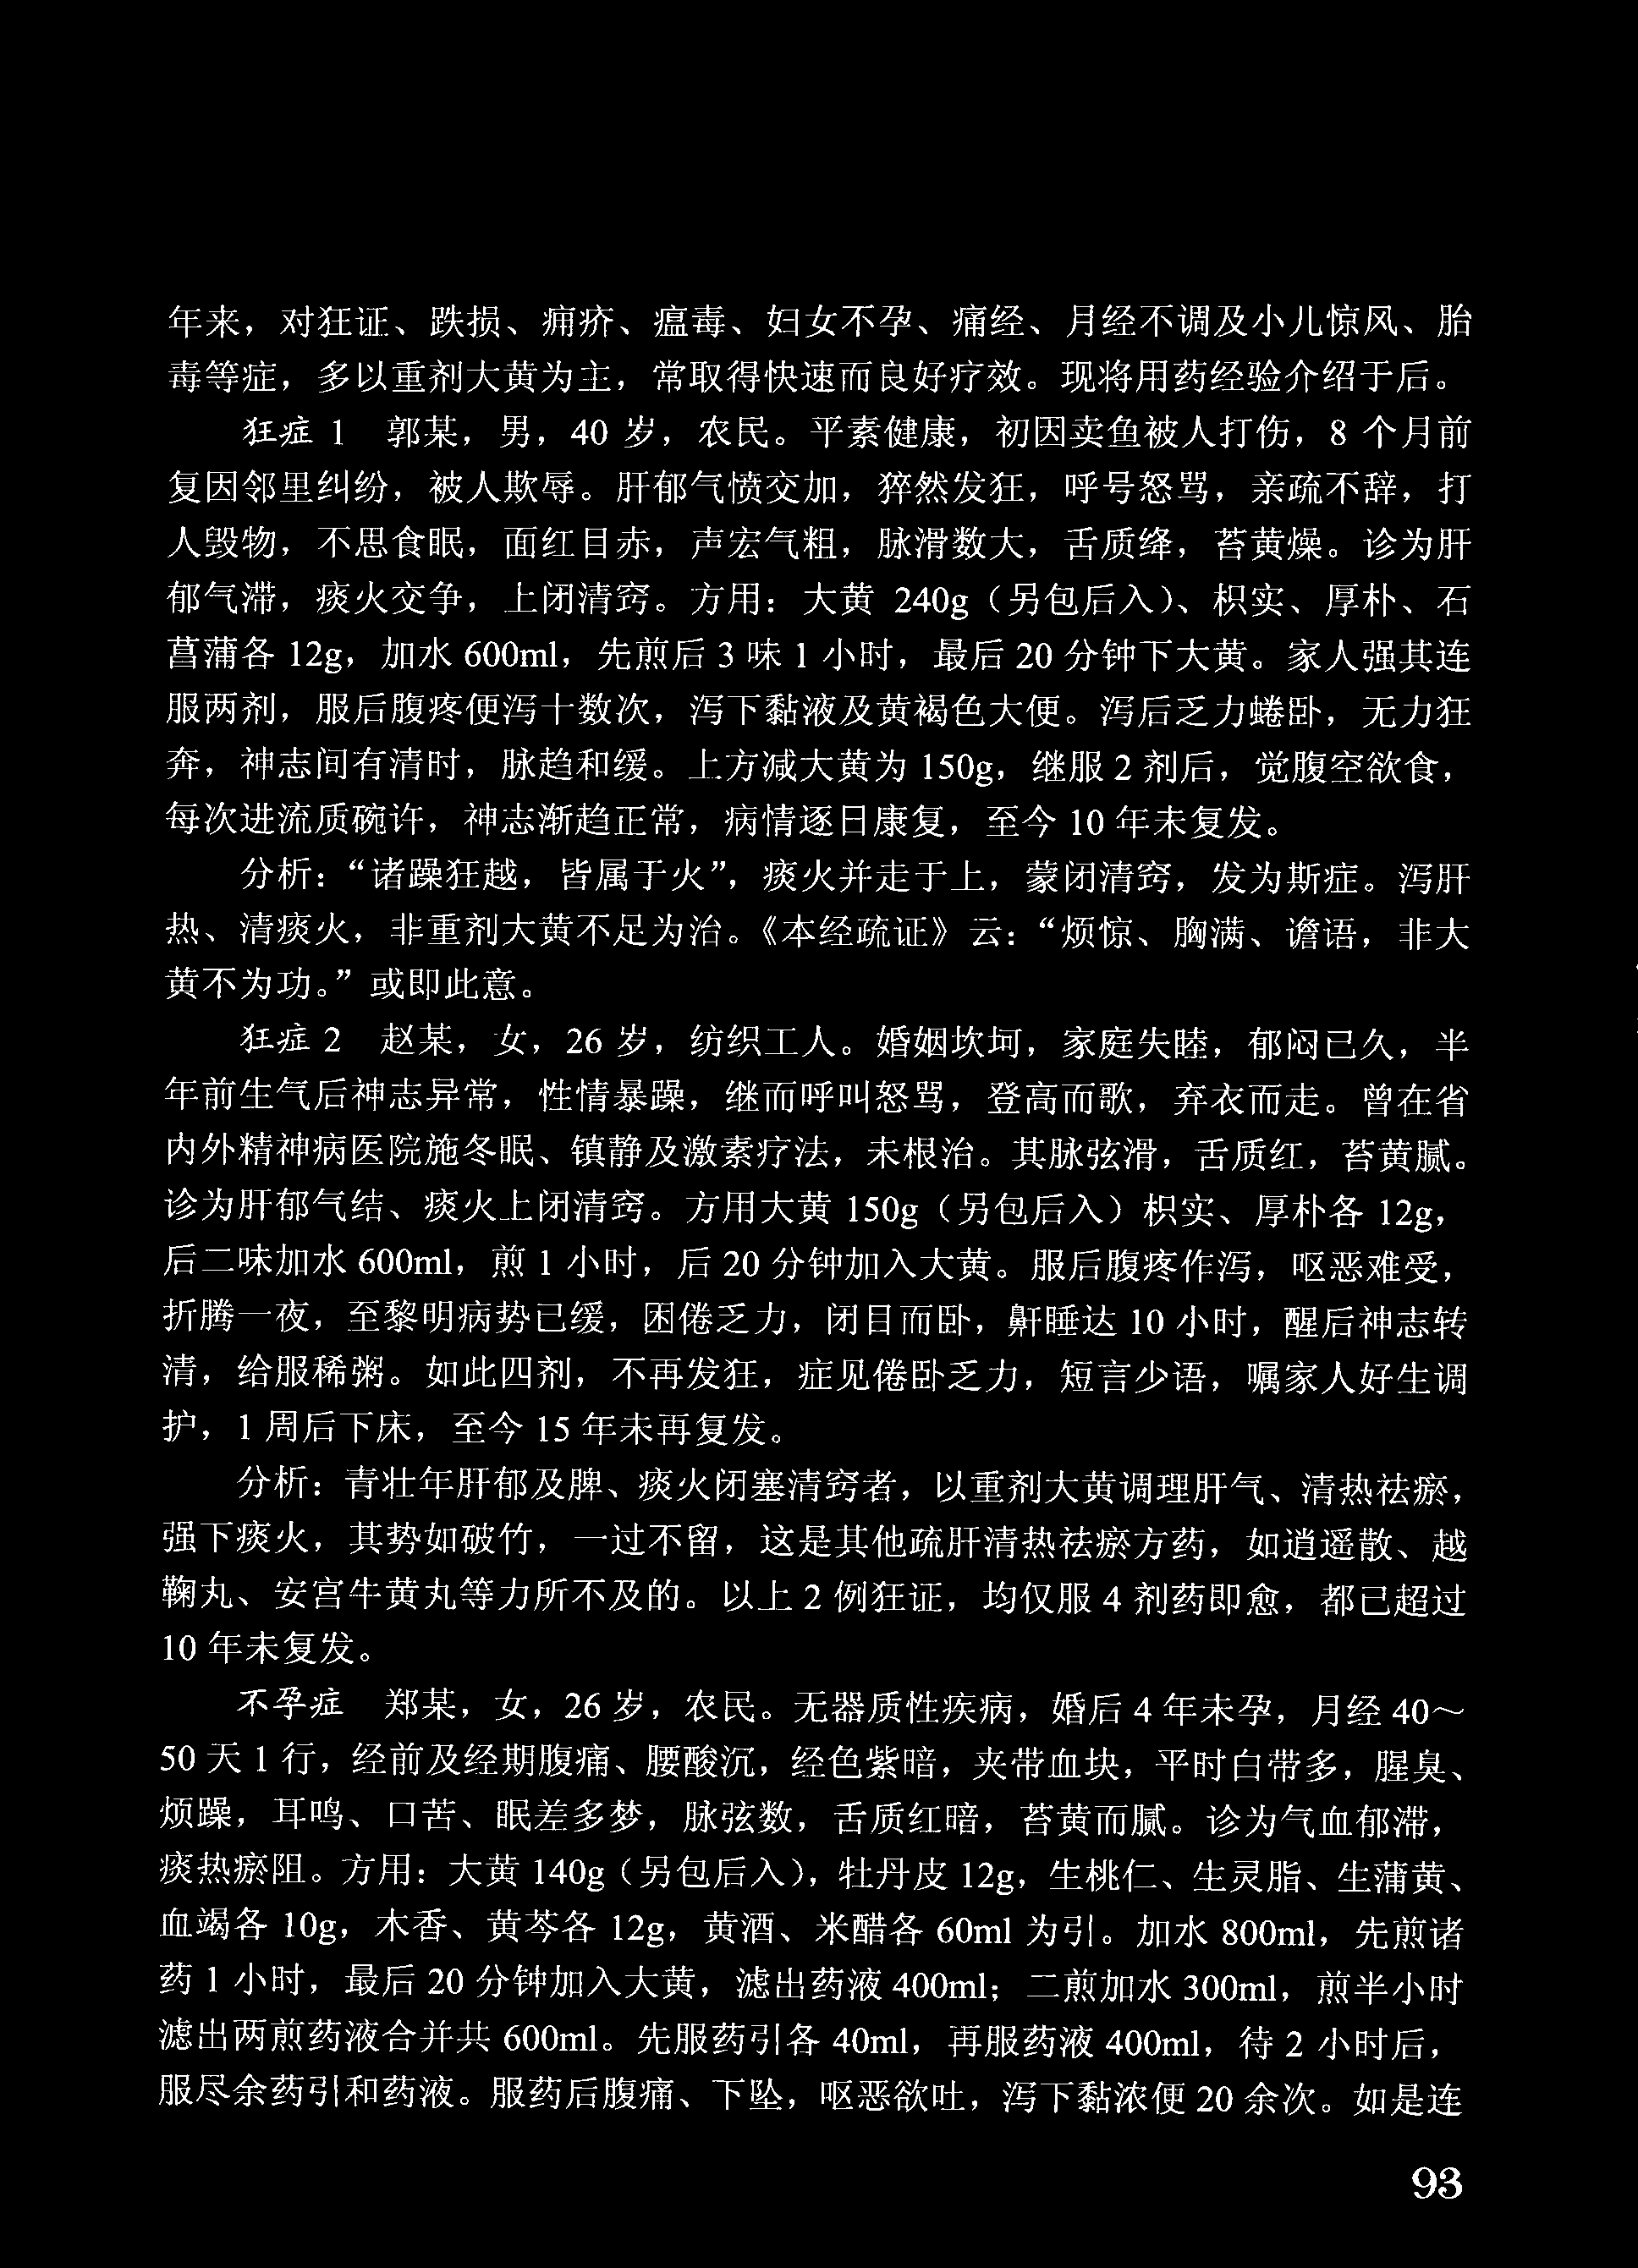 年来，对狂证、跌损、痈疥、瘟毒、妇女不孕、痛经、月经不调及小儿惊风、胎
毒等症，多以重剂大黄为主，常取得快速而良好疗效。现将用药经验介绍于后。
狂症 1　郭某，男，40 岁，农民。平素健康，初因卖鱼被人打伤，8 个月前
复因邻里纠纷，被人欺辱。肝郁气愤交加，猝然发狂，呼号怒骂，亲疏不辞，打
人毁物，不思食眠，面红目赤，声宏气粗，脉滑数大，舌质绛，苔黄燥。诊为肝
郁气滞，痰火交争，上闭清窍。方用：大黄 240g（另包后入）、枳实、厚朴、石
菖蒲各 12g，加水 600ml，先煎后 3 味 1 小时，最后 20 分钟下大黄。家人强其连
服两剂，服后腹疼便泻十数次，泻下黏液及黄褐色大便。泻后乏力蜷卧，无力狂
奔，神志间有清时，脉趋和缓。上方减大黄为 150g，继服 2 剂后，觉腹空欲食，
每次进流质碗许，神志渐趋正常，病情逐日康复，至今 10 年未复发。
分析：“诸躁狂越，皆属于火”，痰火并走于上，蒙闭清窍，发为斯症。泻肝
热、清痰火，非重剂大黄不足为治。《本经疏证》云：“烦惊、胸满、谵语，非大
黄不为功。”或即此意。
狂症 2　赵某，女，26 岁，纺织工人。婚姻坎坷，家庭失睦，郁闷已久，半
年前生气后神志异常，性情暴躁，继而呼叫怒骂，登高而歌，弃衣而走。曾在省
内外精神病医院施冬眠、镇静及激素疗法，未根治。其脉弦滑，舌质红，苔黄腻。
诊为肝郁气结、痰火上闭清窍。方用大黄 150g（另包后入）枳实、厚朴各 12g，
后二味加水 600ml，煎 1 小时，后 20 分钟加入大黄。服后腹疼作泻，呕恶难受，
折腾一夜，至黎明病势已缓，困倦乏力，闭目而卧，鼾睡达 10 小时，醒后神志转
清，给服稀粥。如此四剂，不再发狂，症见倦卧乏力，短言少语，嘱家人好生调
护，1 周后下床，至今 15 年未再复发。
分析：青壮年肝郁及脾、痰火闭塞清窍者，以重剂大黄调理肝气、清热祛瘀，
强下痰火，其势如破竹，一过不留，这是其他疏肝清热祛瘀方药，如逍遥散、越
鞠丸、安宫牛黄丸等力所不及的。以上 2 例狂证，均仅服 4 剂药即愈，都已超过
10 年未复发。
不孕症　郑某，女，26 岁，农民。无器质性疾病，婚后 4 年未孕，月经 40～
50 天 1 行，经前及经期腹痛、腰酸沉，经色紫暗，夹带血块，平时白带多，腥臭、
烦躁，耳鸣、口苦、眠差多梦，脉弦数，舌质红暗，苔黄而腻。诊为气血郁滞，
痰热瘀阻。方用：大黄 140g（另包后入），牡丹皮 12g，生桃仁、生灵脂、生蒲黄、
血竭各 10g，木香、黄芩各 12g，黄酒、米醋各 60ml 为引。加水 800ml，先煎诸
药 1 小时，最后 20 分钟加入大黄，滤出药液 400ml；二煎加水 300ml，煎半小时
滤出两煎药液合并共 600ml。先服药引各 40ml，再服药液 400ml，待 2 小时后，
服尽余药引和药液。服药后腹痛、下坠，呕恶欲吐，泻下黏浓便 20 余次。如是连
93